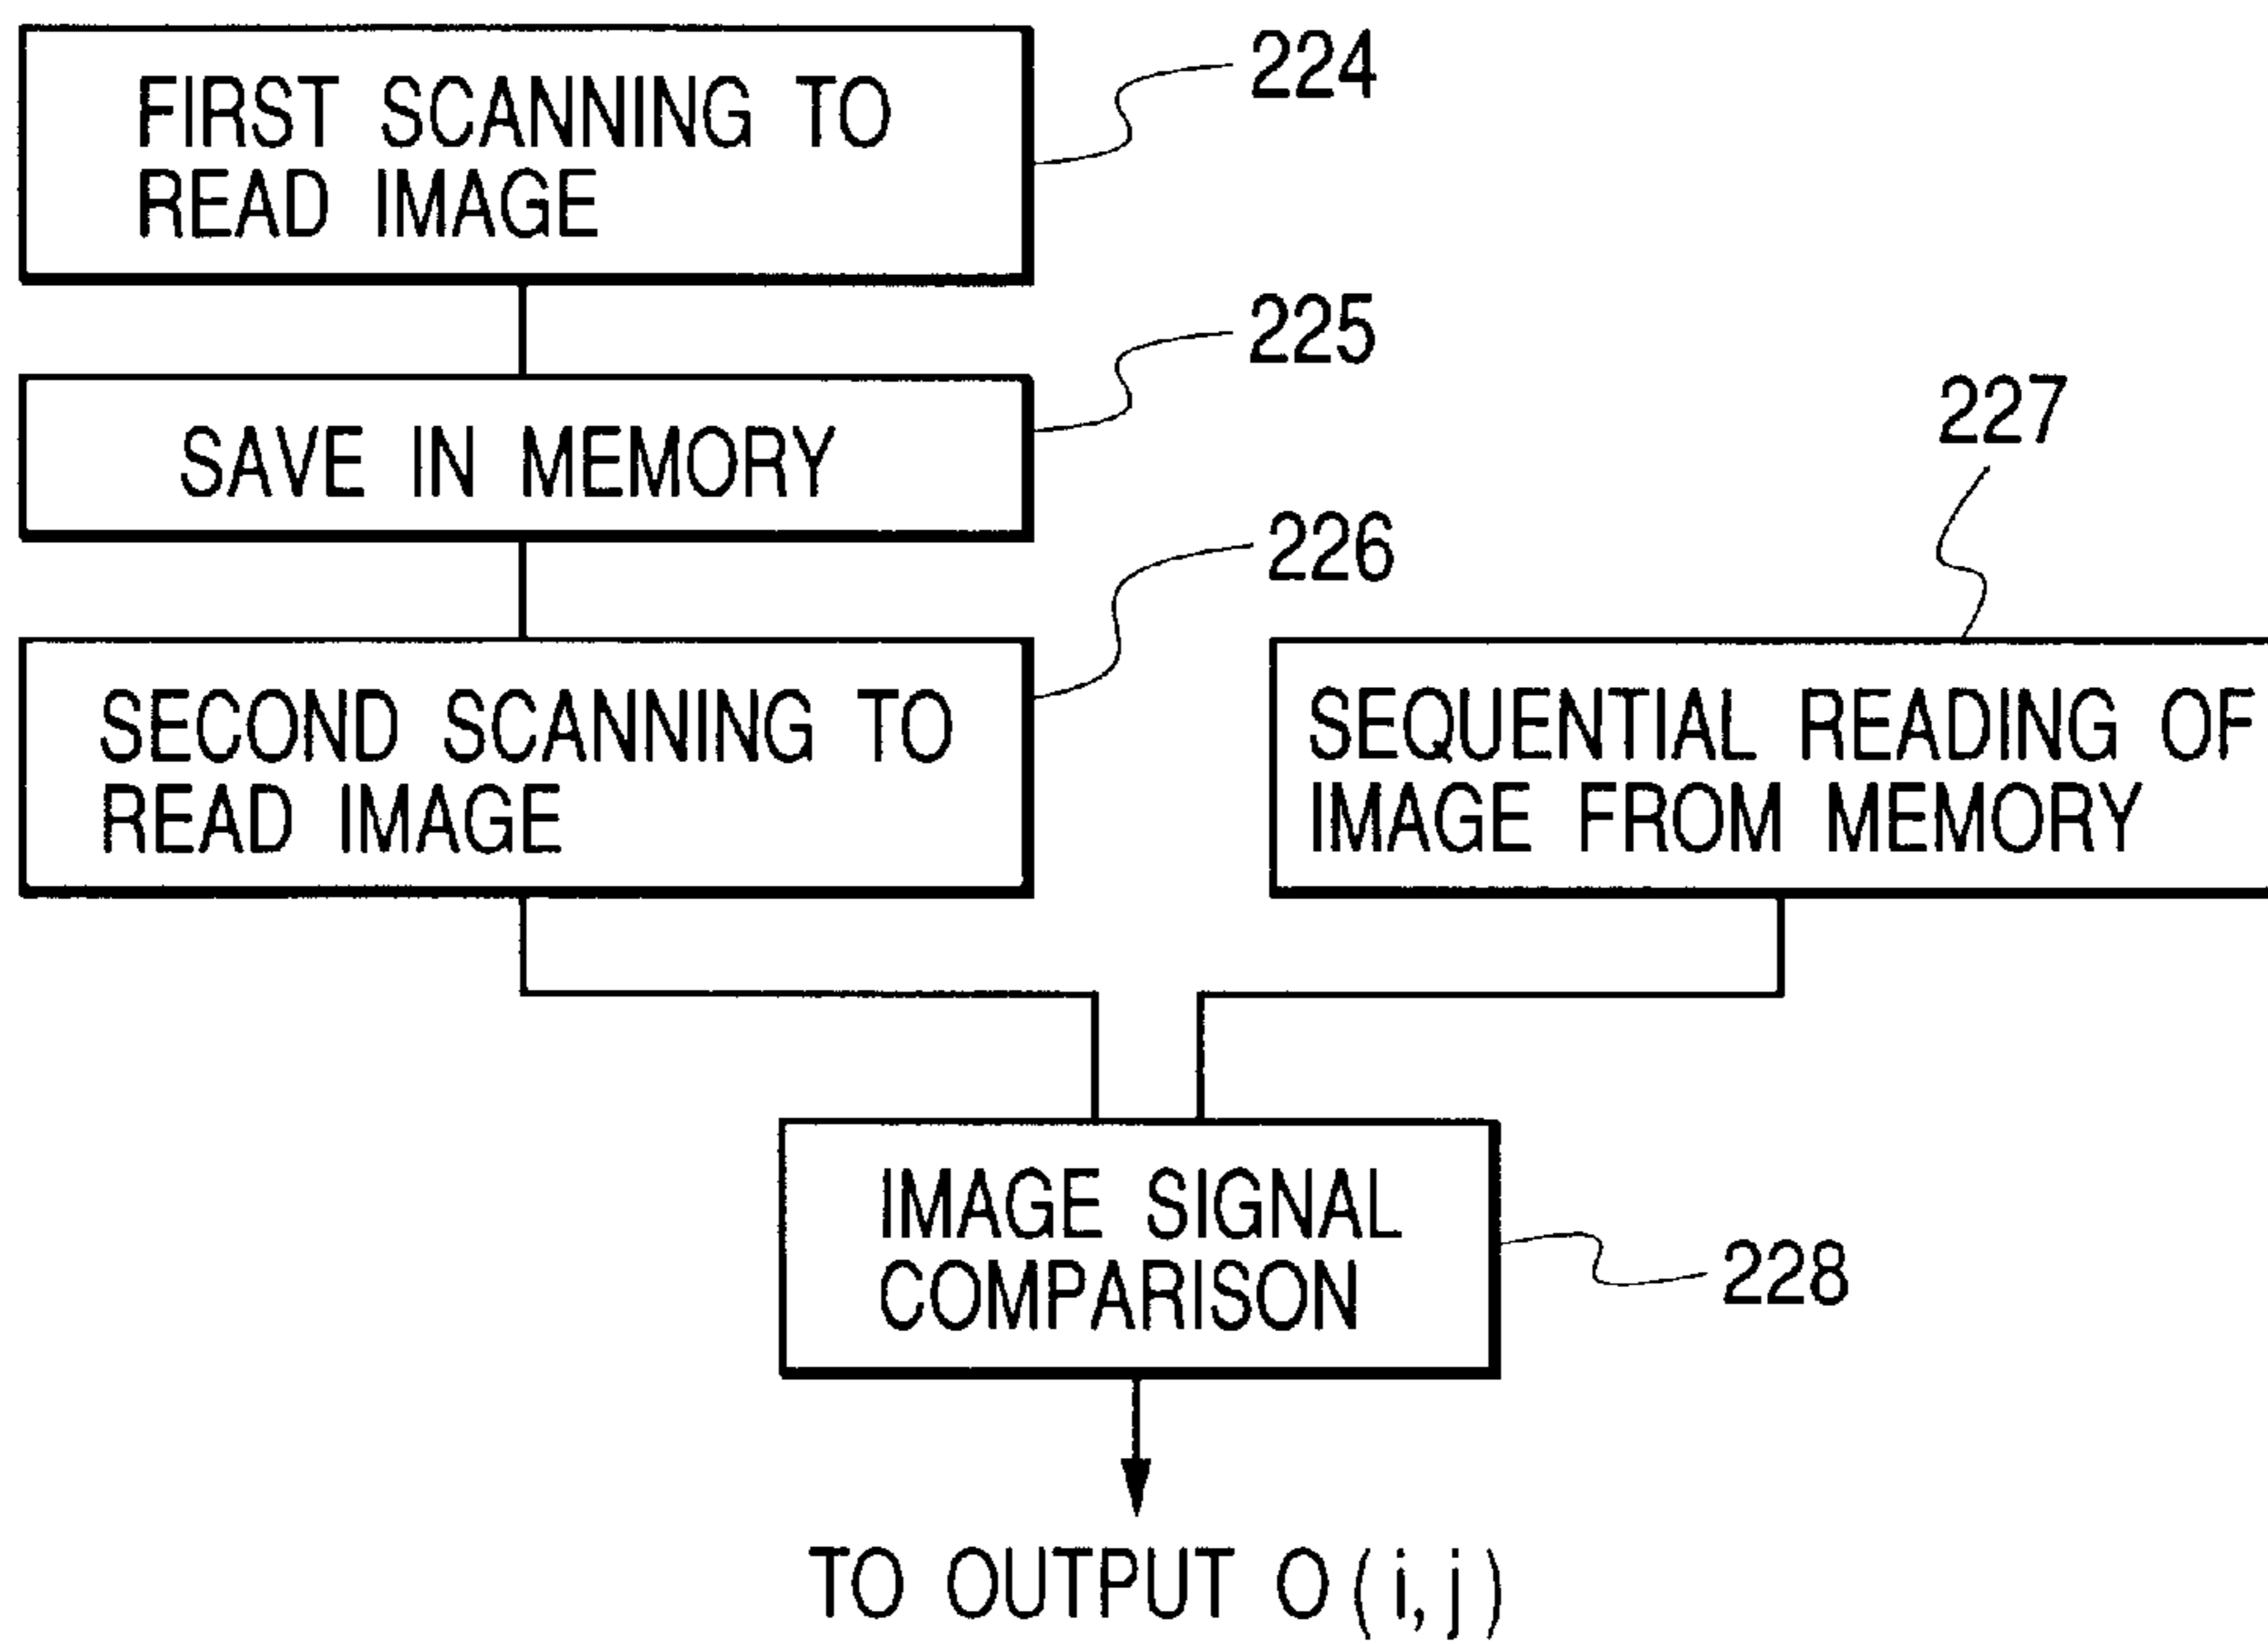 FIRST SCANNING TO
READ IMAGE
224
SAVE IN MEMORY
225
SECOND SCANNING TO
READ IMAGE
226
227
SEQUENTIAL READING OF
IMAGE FROM MEMORY
IMAGE SIGNAL
COMPARISON
228
TO OUTPUT O(i,j)